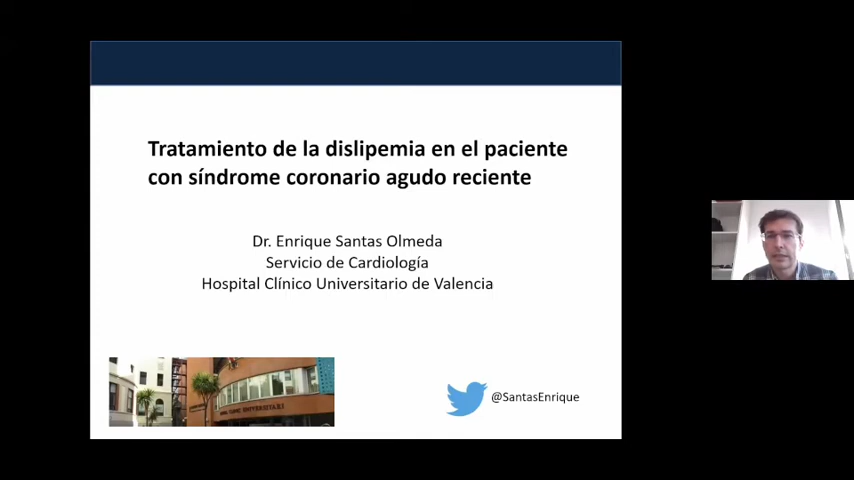 Tratamiento de la dislipemia en el paciente
con síndrome coronario agudo reciente
Dr. Enrique Santas Olmeda
Servicio de Cardiología
Hospital Clínico Universitario de Valencia
@SantasEnrique